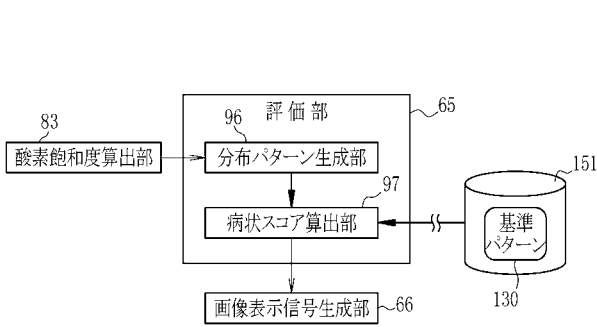 評価部
65
83
酸素飽和度算出部
96
分布パターン生成部
97
病状スコア算出部
151
基準
パターン
130
画像表示信号生成部
66